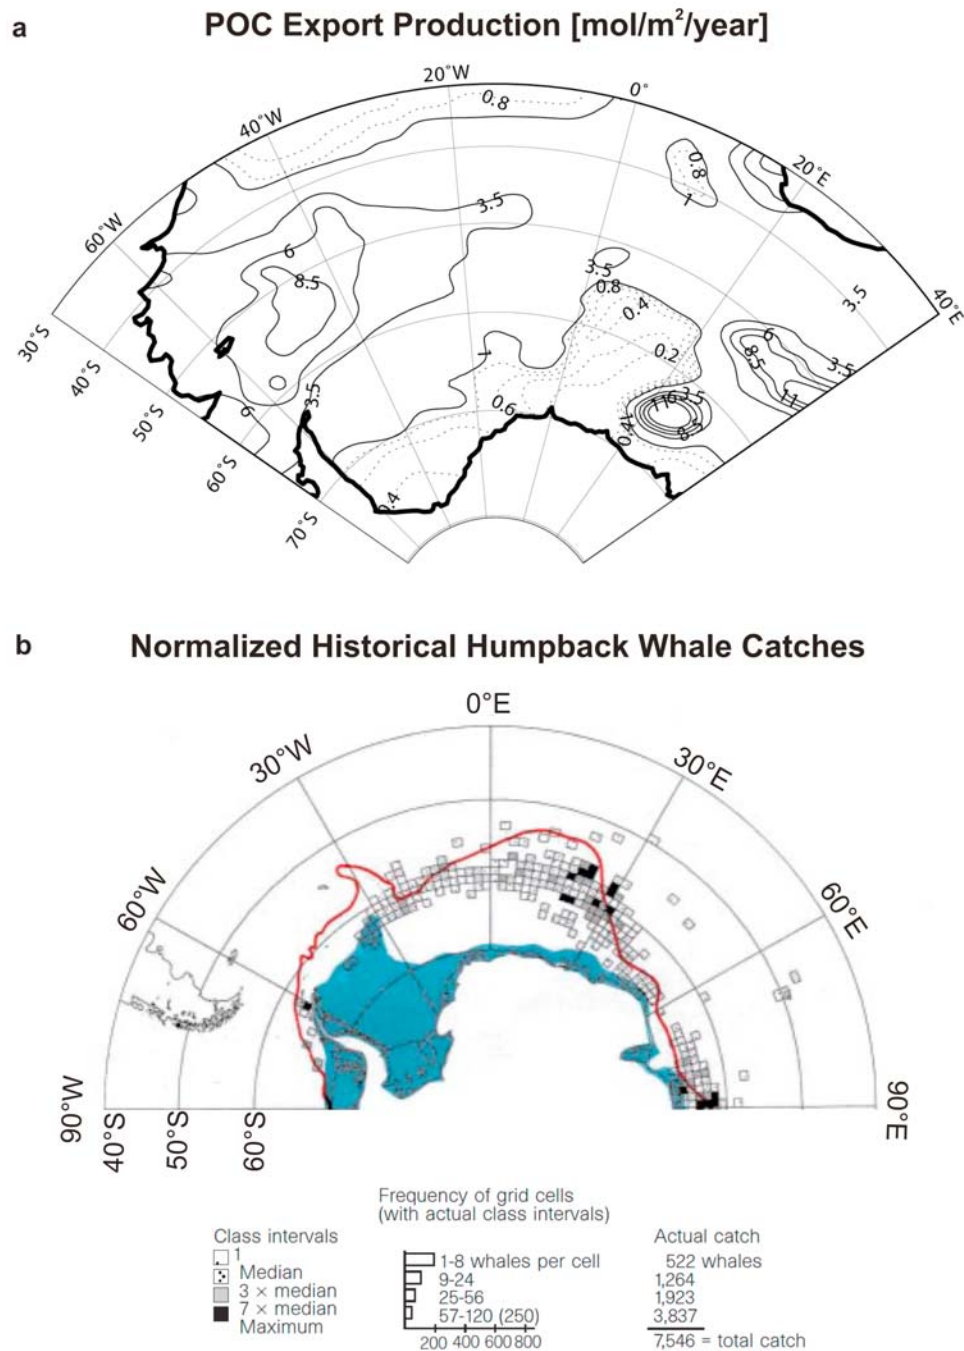 a
POC Export Production [mol/m²/year]
20°W
0°
40°W
0.8
20°E
0.8
60°W
1
3.5
6
3.5
40°E
8.5
3.5
0.8
0.4
30°S
6
1
0.2
8.5
3.5
40°S
3.5
11
0.6
116
3.5
50°S
6
0.41
8.5
60°S
0.4
70°S
b
Normalized Historical Humpback Whale Catches
0°E
30°W
30°E
60°W
60°E
90°W
40°S
50°S
60°S
90°E
Frequency of grid cells
(with actual class intervals)
Class intervals
1
Median
3 × median
7 × median
Maximum
1-8 whales per cell
9-24
25-56
57-120 (250)
200 400 600 800
Actual catch
522 whales
1,264
1,923
3,837
7,546 = total catch